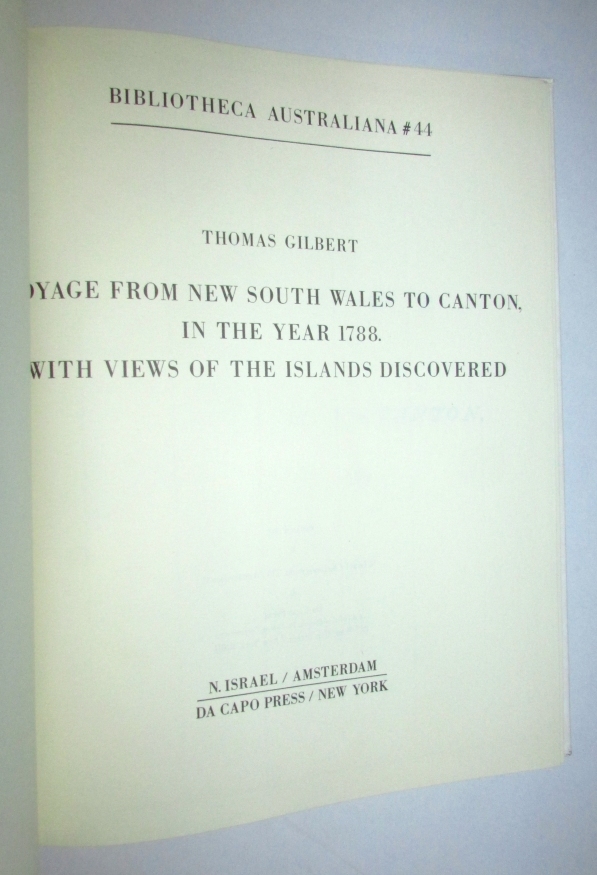 BIBLIOTHECA AUSTRALIANA #44
THOMAS GILBERT
OYAGE FROM NEW SOUTH WALES TO CANTON,
IN THE YEAR 1788.
WITH VIEWS OF THE ISLANDS DISCOVERED
N. ISRAEL / AMSTERDAM
DA CAPO PRESS / NEW YORK